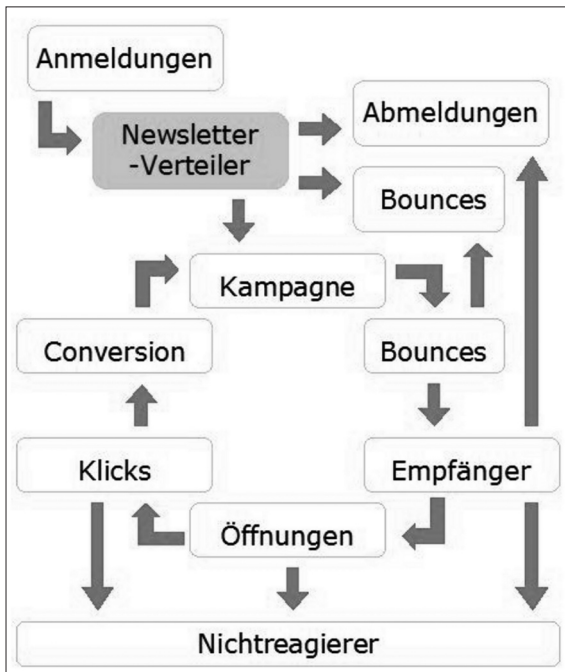 Anmeldungen
Newsletter
-Verteiler
Abmeldungen
Bounces
Kampagne
Conversion
Bounces
Klicks
Empfänger
Öffnungen
Nichtreagierer